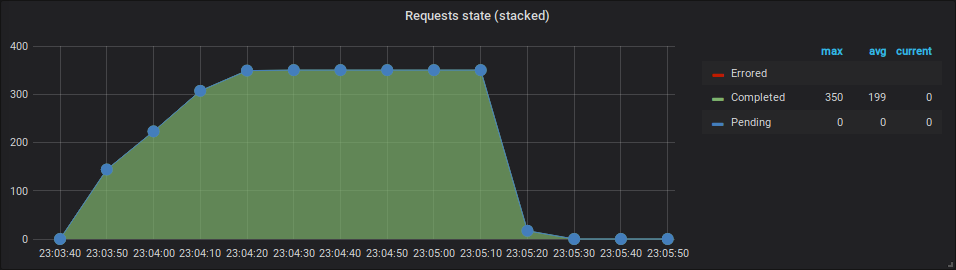 Requests state (stacked)
400
300
200
100
0
23:03:40 23:03:50 23:04:00 23:04:10 23:04:20 23:04:30 23:04:40 23:04:50 23:05:00 23:05:10 23:05:20 23:05:30 23:05:40 23:05:50
max avg current
Errored
Completed 350 199 0
Pending 0 0 0